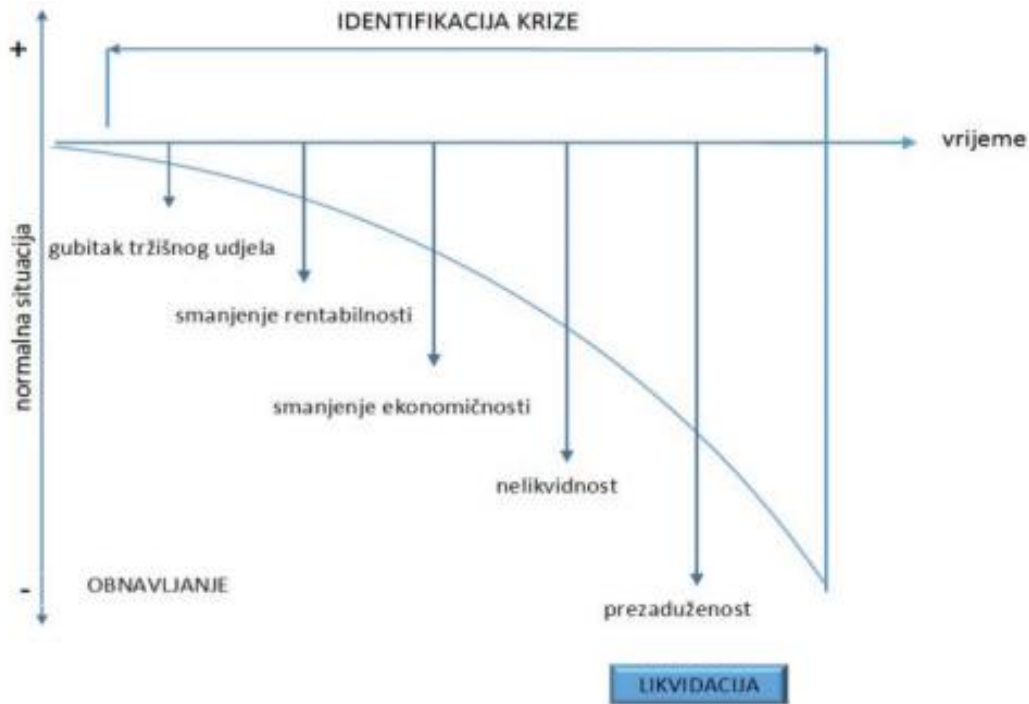 IDENTIFIKACIJA KRIZE
+
vrijeme
normalna situacija
gubitak tržišnog udjela
smanjenje rentabilnosti
smanjenje ekonomičnosti
nelikvidnost
-
OBNAVLJANJE
prezaduženost
LIKVIDACIJA